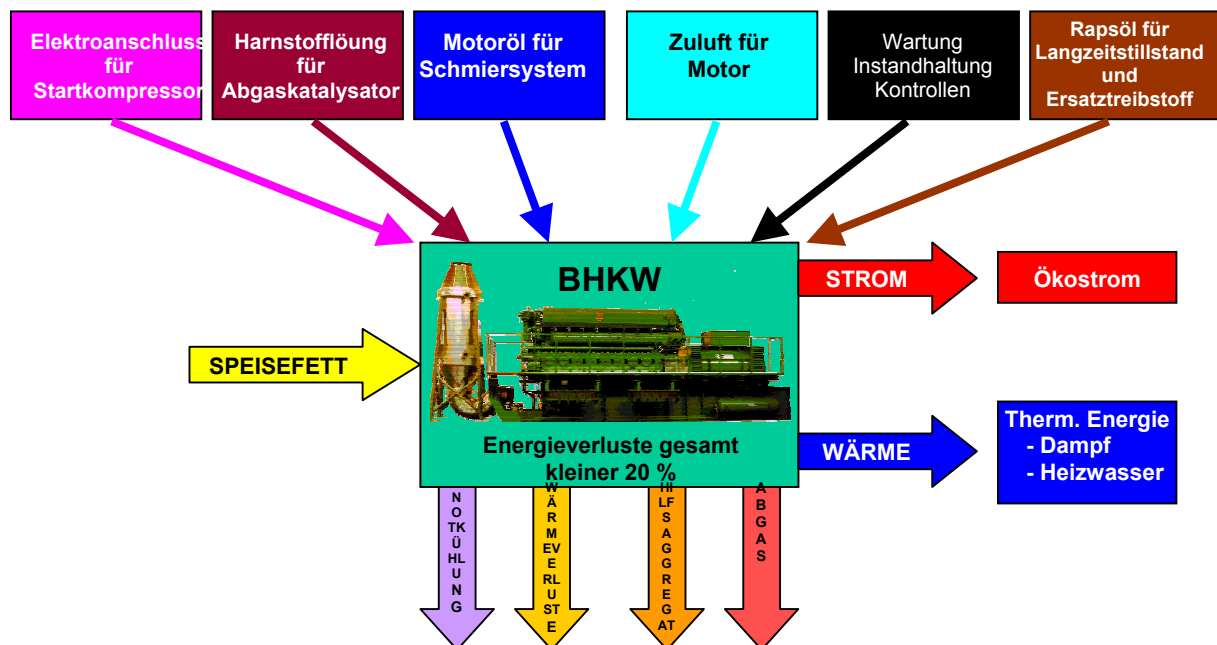 Elektroanschluss
für
Startkompressor
Harnstofflöung
für
Abgaskatalysator
Motoröl für
Schmiersystem
Zuluft für
Motor
Wartung
Instandhaltung
Kontrollen
Rapsöl für
Langzeitstillstand
und
Ersatztreibstoff
BHKW
STROM
Ökostrom
SPEISEFETT
Energieverluste gesamt
kleiner 20 %
WÄRME
Therm. Energie
- Dampf
- Heizwasser
NOTKÜHLUNG
WÄRMEVERLUSTE
HILFSAGGREGAT
ABGAS